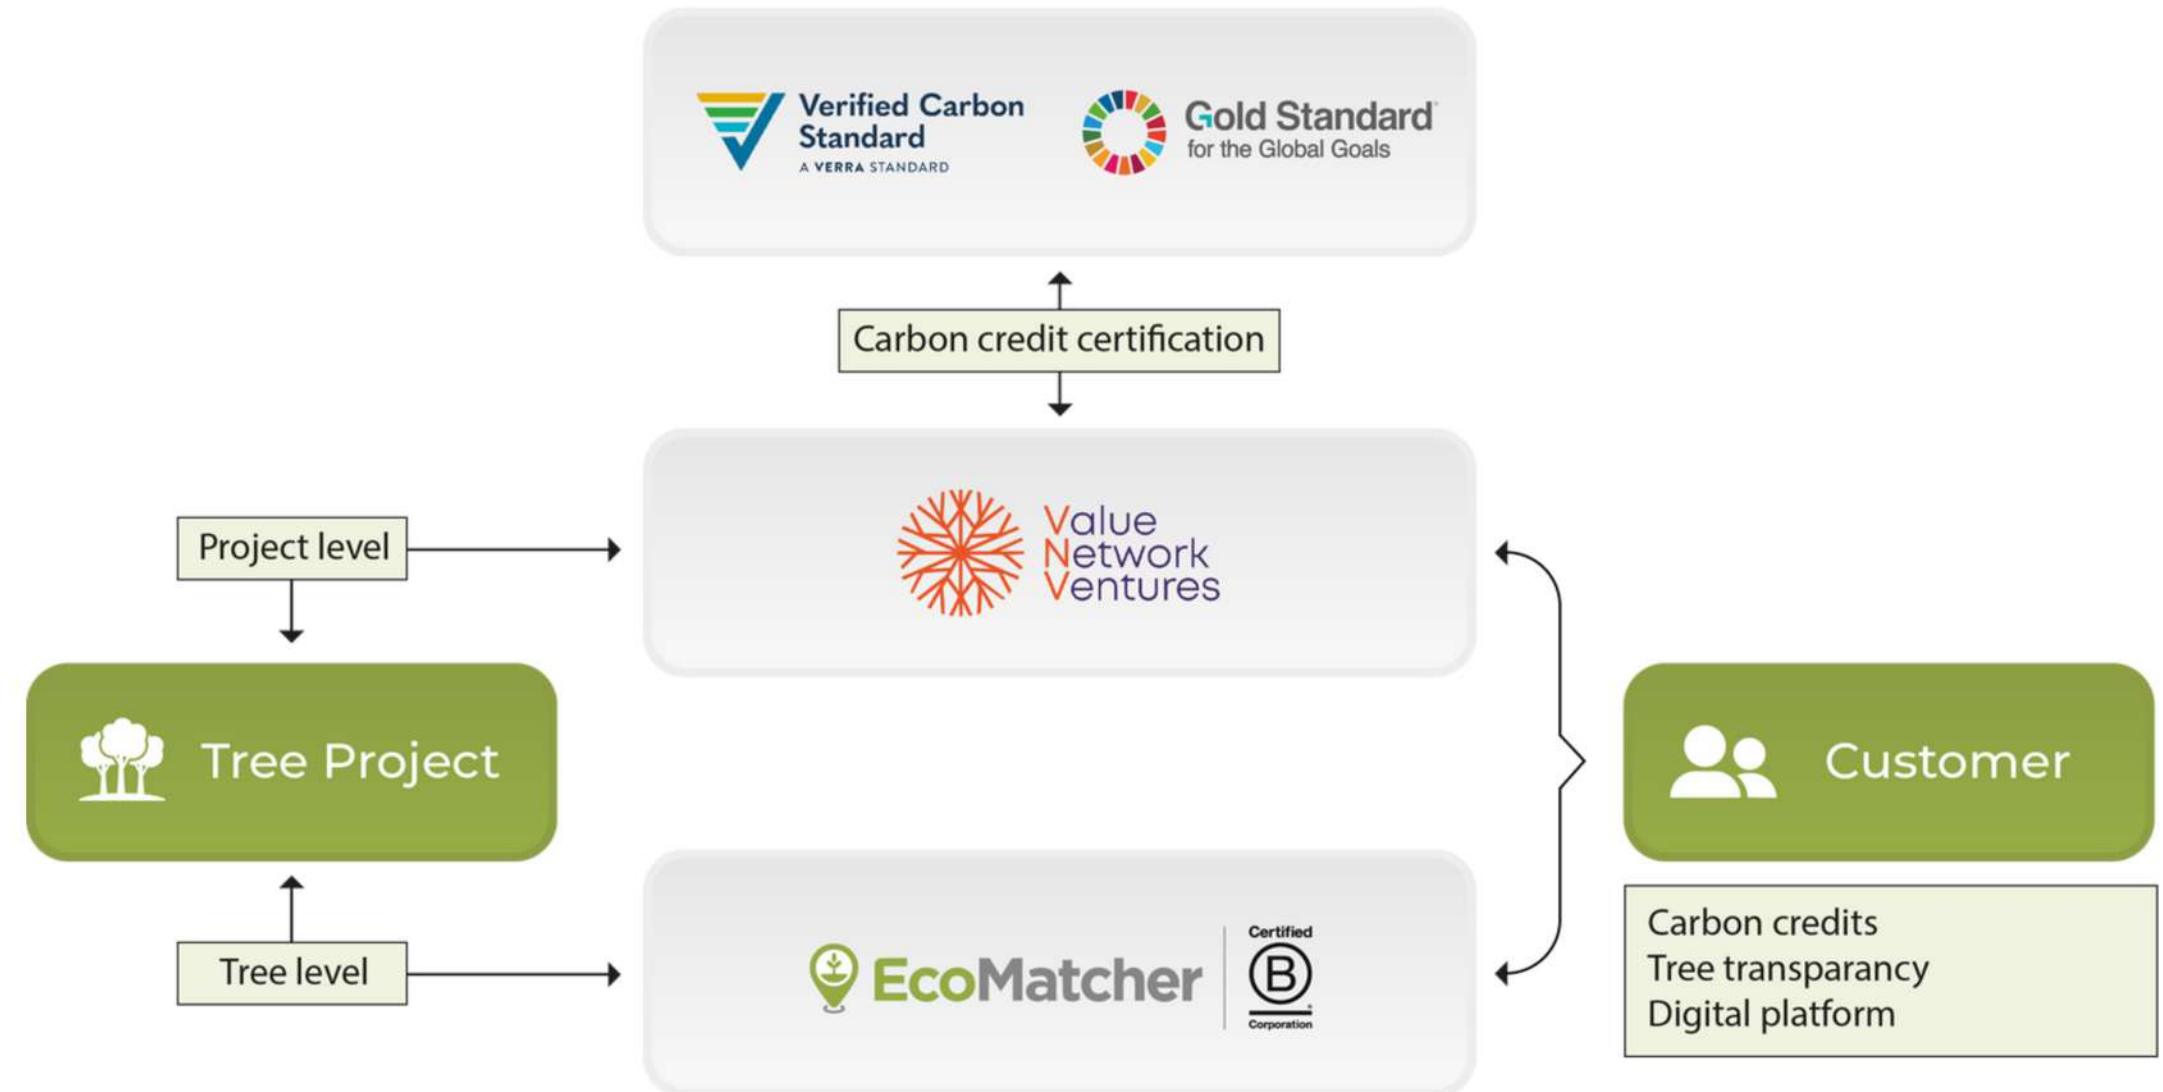 Verified Carbon
Standard
A VERRA STANDARD
Gold Standard
for the Global Goals
Carbon credit certification
Value
Network
Ventures
Project level
Tree Project
Customer
Tree level
EcoMatcher
Certified
B
Corporation
Carbon credits
Tree transparancy
Digital platform